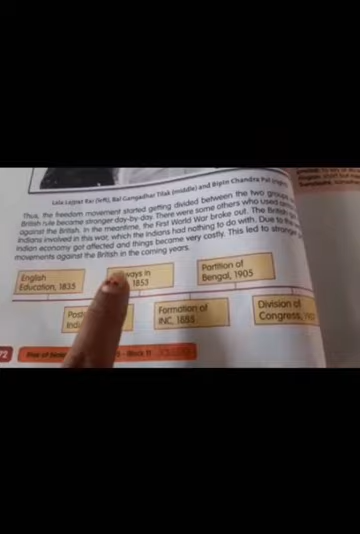 Lala Lajpat Rai (left), Bal Gangadhar Tilak (middle) and Bipin Chandra Pal
Thus, the freedom movement started getting divided between the two groups
British rule became stronger day-by-day. There were some others who used
against the British. In the meantime, the First World War broke out. The British
Indians involved in this war, which the Indians had nothing to do with. Due to
Indian economy got affected and things became very costly. This led to stronger
movements against the British in the coming years.
English
Education, 1835
ways in
1853
Partition of
Bengal, 1905
Formation of
INC, 1885
Division of
Congress,
72